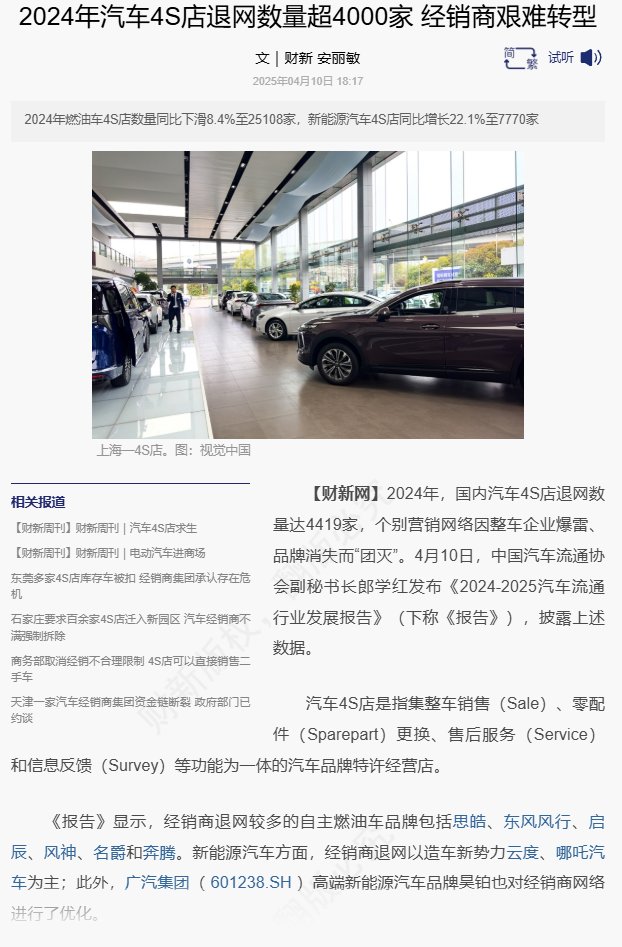 2024年汽车4S店退网数量超4000家 经销商艰难转型
文｜财新 安丽敏
简
繁
试听
2025年04月10日 18:17
2024年燃油车4S店数量同比下滑8.4%至25108家，新能源汽车4S店同比增长22.1%至7770家
上海一4S店。图：视觉中国
相关报道
【财新周刊】财新周刊｜汽车4S店求生
【财新周刊】财新周刊｜电动汽车进商场
东莞多家4S店库存车被扣 经销商集团承认存在危
机
石家庄要求百余家4S店迁入新园区 汽车经销商不
满强制拆除
商务部取消经销不合理限制 4S店可以直接销售二
手车
天津一家汽车经销商集团资金链断裂 政府部门已
约谈
【财新网】2024年，国内汽车4S店退网数
量达4419家，个别营销网络因整车企业爆雷、
品牌消失而“团灭”。4月10日，中国汽车流通协
会副秘书长郎学红发布《2024-2025汽车流通
行业发展报告》（下称《报告》），披露上述
数据。
汽车4S店是指集整车销售（Sale）、零配
件（Sparepart）更换、售后服务（Service）
和信息反馈（Survey）等功能为一体的汽车品牌特许经营店。
《报告》显示，经销商退网较多的自主燃油车品牌包括思皓、东风风行、启
辰、风神、名爵和奔腾。新能源汽车方面，经销商退网以造车新势力云度、哪吒汽
车为主；此外，广汽集团（601238.SH）高端新能源汽车品牌昊铂也对经销商网络
进行了优化。